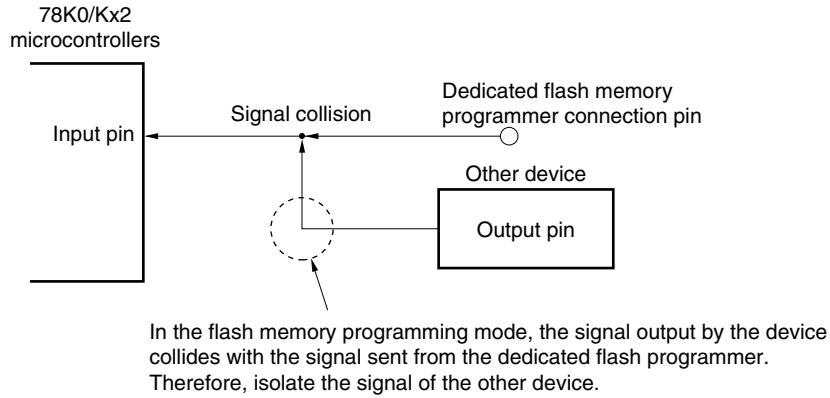 78K0/Kx2
microcontrollers
Input pin
Signal collision
Dedicated flash memory
programmer connection pin
Other device
Output pin
In the flash memory programming mode, the signal output by the device
collides with the signal sent from the dedicated flash programmer.
Therefore, isolate the signal of the other device.